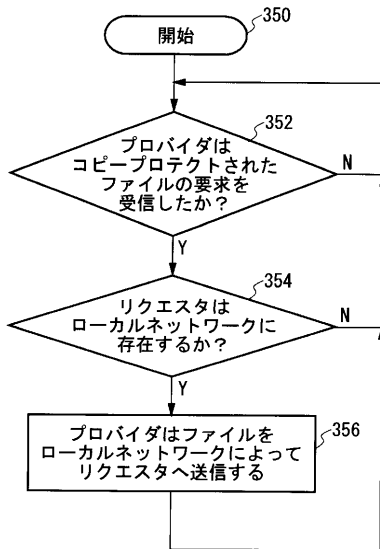 開始
350
プロバイダは
コピープロテクトされた
ファイルの要求を
受信したか？
352
N
Y
リクエスタは
ローカルネットワークに
存在するか？
354
N
Y
プロバイダはファイルを
ローカルネットワークによって
リクエスタへ送信する
356